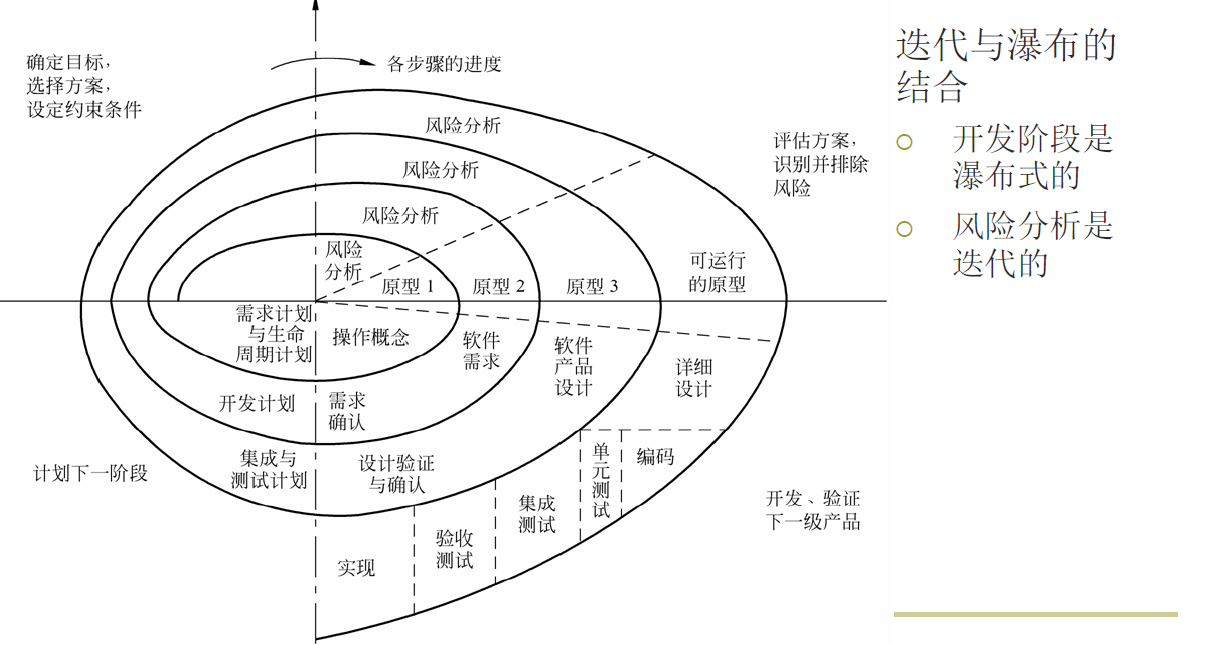 确定目标，
选择方案，
设定约束条件
各步骤的进度
风险分析
风险分析
风险分析
风险
分析
评估方案，
识别并排除
风险
原型 1
原型 2
原型 3
可运行
的原型
需求计划
与生命
周期计划
操作概念
软件
需求
软件
产品
设计
详细
设计
开发计划
需求
确认
集成与
测试计划
设计验证
与确认
单
元
测
试
编码
集成
测试
验收
测试
实现
计划下一阶段
开发、验证
下一级产品
迭代与瀑布的
结合
开发阶段是
瀑布式的
风险分析是
迭代的